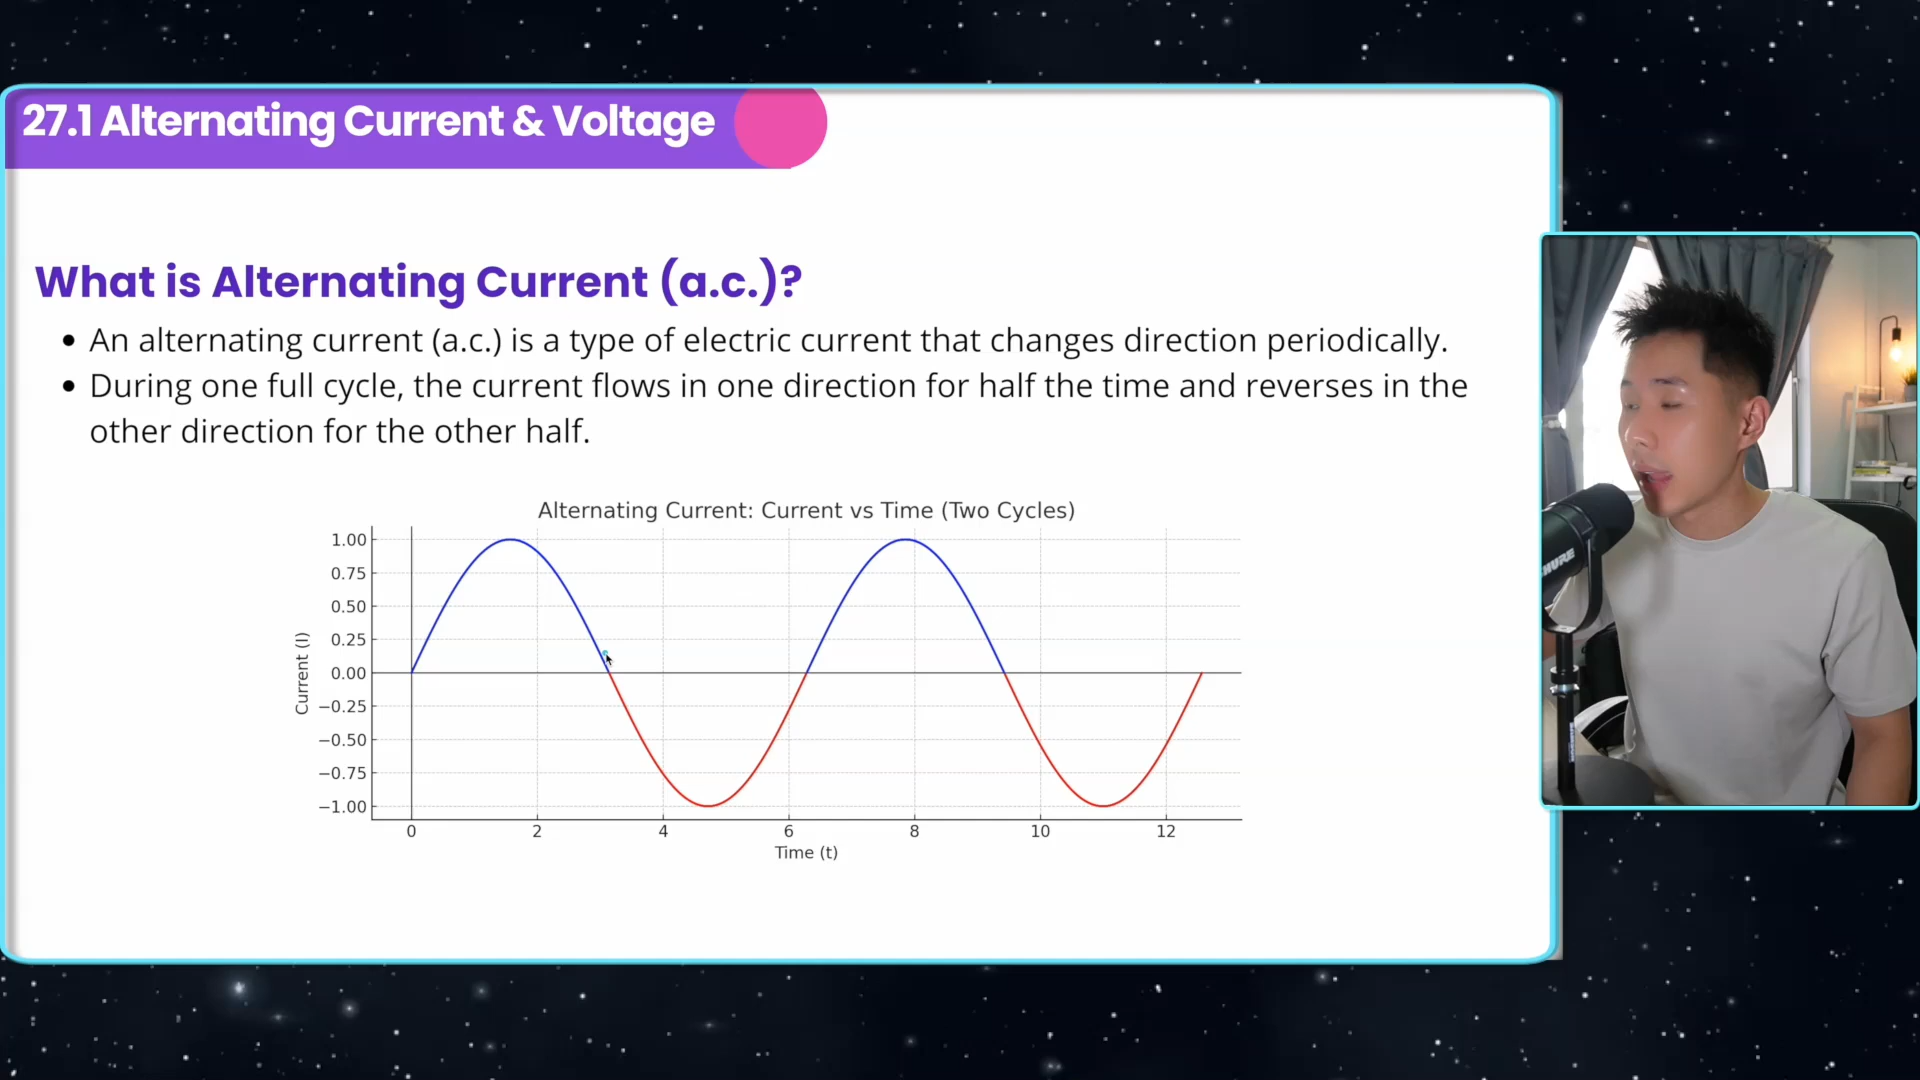 27.1 Alternating Current & Voltage
What is Alternating Current (a.c.)?
• An alternating current (a.c.) is a type of electric current that changes direction periodically.
• During one full cycle, the current flows in one direction for half the time and reverses in the
other direction for the other half.
Alternating Current: Current vs Time (Two Cycles)
1.00
0.75
0.50
0.25
0.00
−0.25
−0.50
−0.75
−1.00
Current (I)
0 2 4 6 8 10 12
Time (t)
SHURE